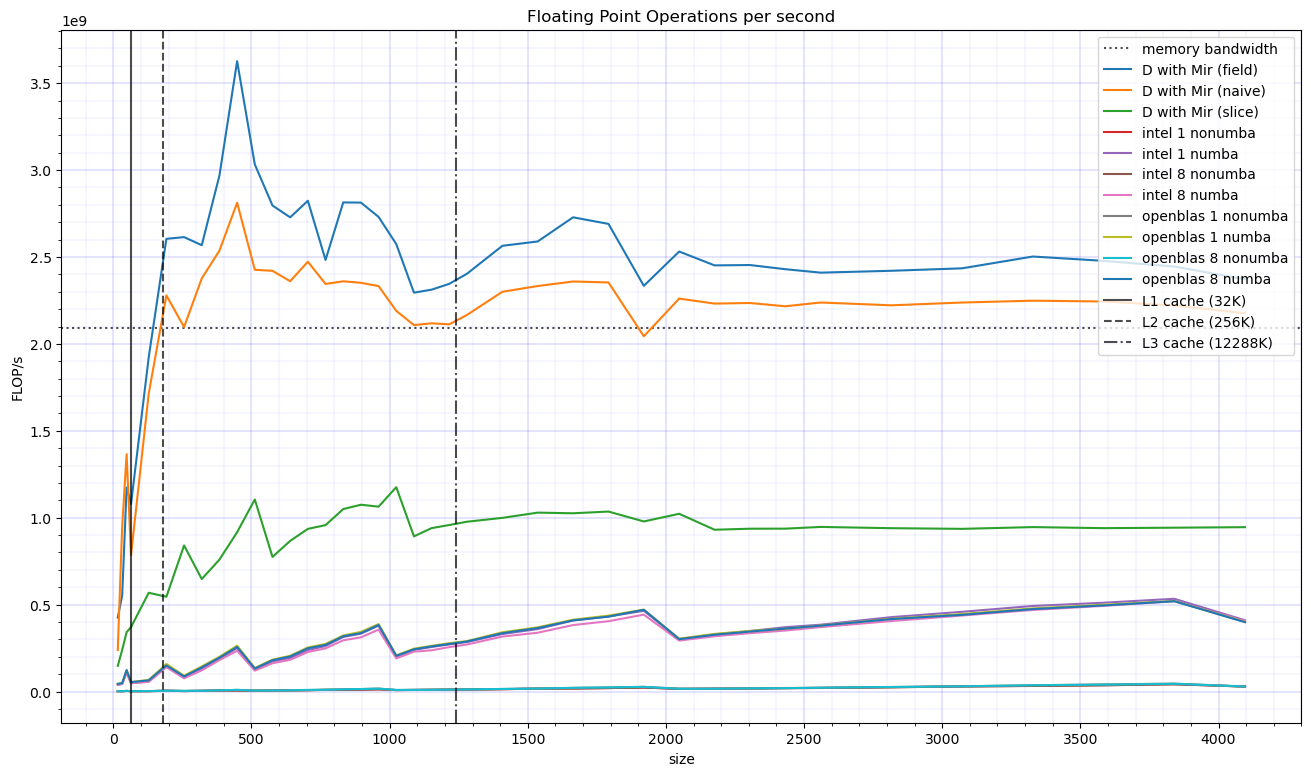 Floating Point Operations per second
1e9
3.5
3.0
2.5
2.0
1.5
1.0
0.5
0.0
FLOP/s
memory bandwidth
D with Mir (field)
D with Mir (naive)
D with Mir (slice)
intel 1 nonumba
intel 1 numba
intel 8 nonumba
intel 8 numba
openblas 1 nonumba
openblas 1 numba
openblas 8 nonumba
openblas 8 numba
L1 cache (32K)
L2 cache (256K)
L3 cache (12288K)
0 500 1000 1500 2000 2500 3000 3500 4000
size